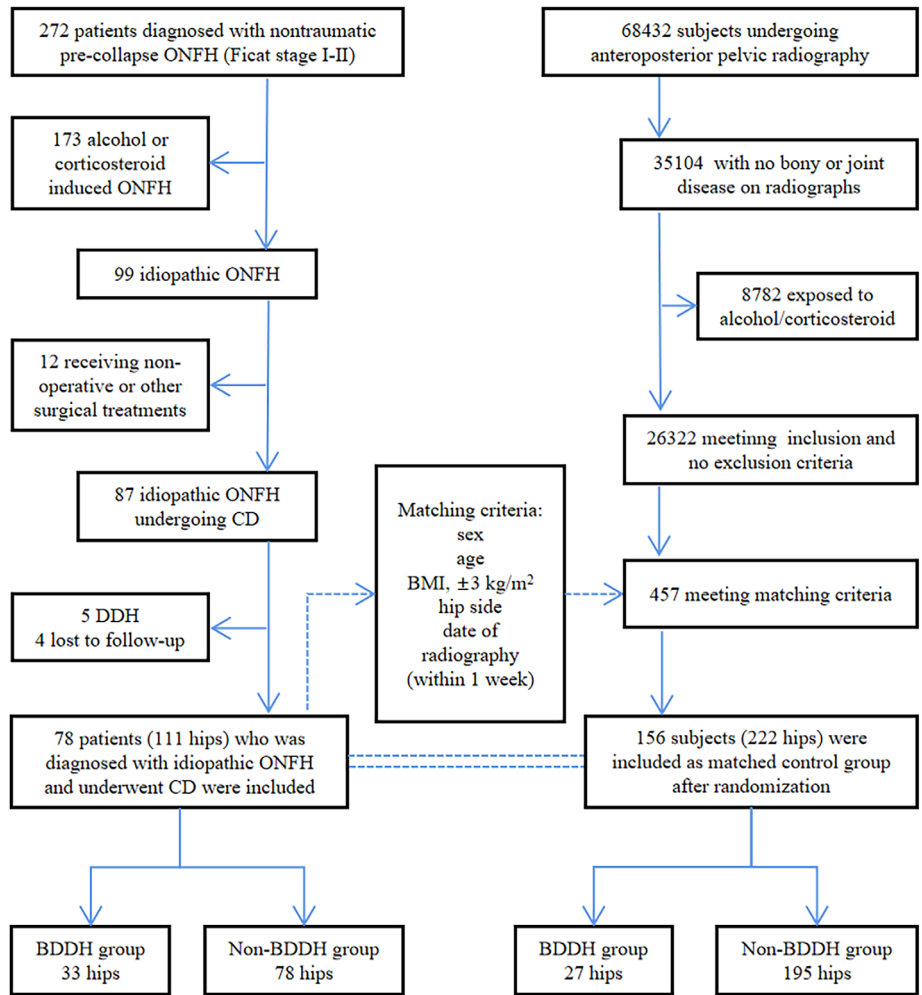 272 patients diagnosed with nontraumatic
pre-collapse ONFH (Ficat stage I-II)
173 alcohol or
corticosteroid
induced ONFH
99 idiopathic ONFH
12 receiving non-
operative or other
surgical treatments
87 idiopathic ONFH
undergoing CD
5 DDH
4 lost to follow-up
78 patients (111 hips) who was
diagnosed with idiopathic ONFH
and underwent CD were included
BDDH group
33 hips
Non-BDDH group
78 hips
Matching criteria:
sex
age
BMI, ±3 kg/m²
hip side
date of
radiography
(within 1 week)
68432 subjects undergoing
anteroposterior pelvic radiography
35104 with no bony or joint
disease on radiographs
8782 exposed to
alcohol/corticosteroid
26322 meetinng inclusion and
no exclusion criteria
457 meeting matching criteria
156 subjects (222 hips) were
included as matched control group
after randomization
BDDH group
27 hips
Non-BDDH group
195 hips